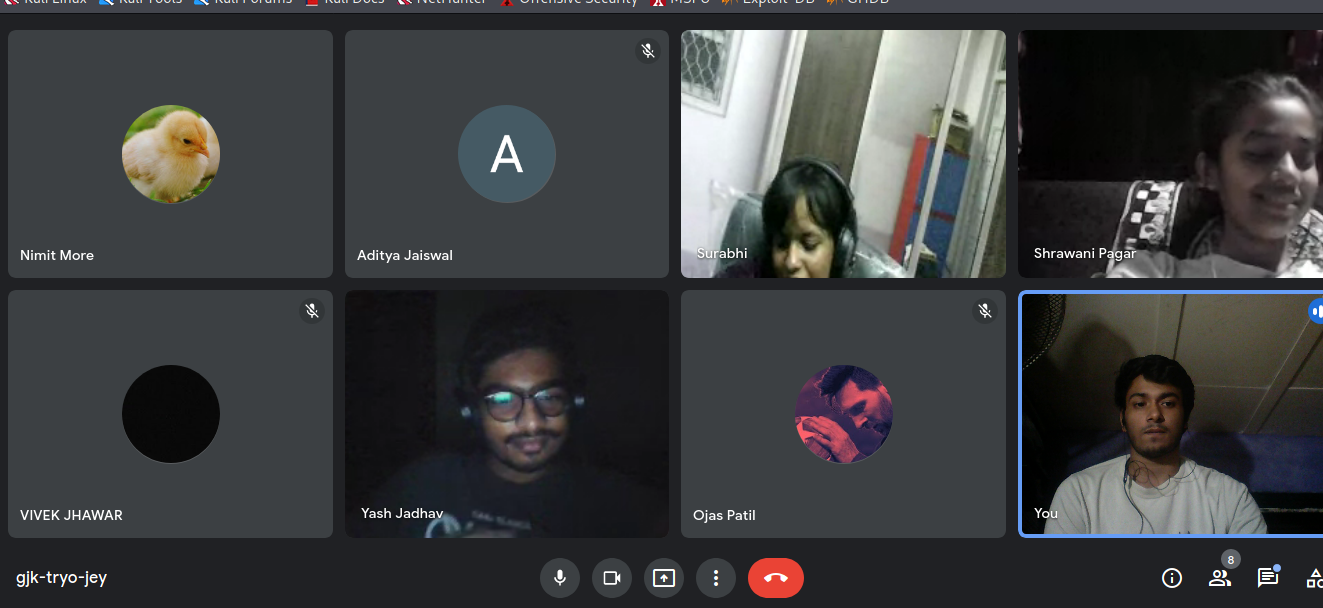 Kali Linux Kali Tools Kali Forums Kali Docs NetHunter Offensive Security MSFU Exploit-DB GHDB
A
Nimit More
Aditya Jaiswal
Surabhi
Shrawani Pagar
VIVEK JHAWAR
Yash Jadhav
Ojas Patil
You
gjk-tryo-jey
8